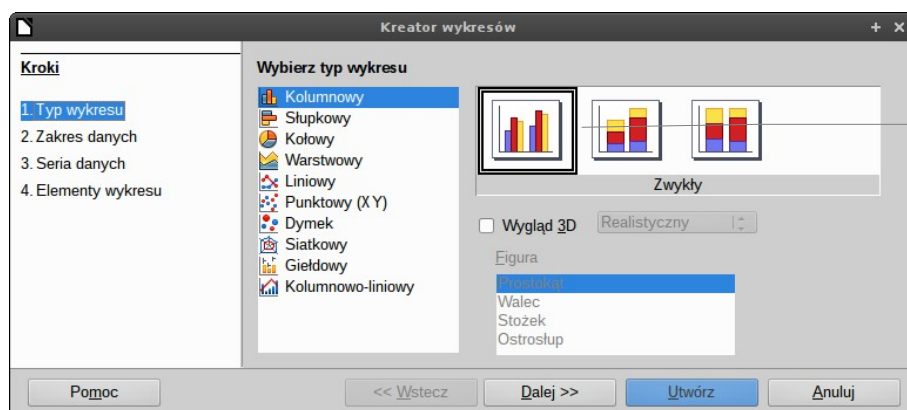 Kreator wykresów
Kroki
1. Typ wykresu
2. Zakres danych
3. Seria danych
4. Elementy wykresu
Wybierz typ wykresu
Kolumnowy
Słupkowy
Kołowy
Warstwowy
Liniowy
Punktowy (XY)
Dymek
Siatkowy
Giełdowy
Kolumnowo-liniowy
Zwykły
Wygląd 3D
Realistyczny
Figura
Prostokąt
Walec
Stożek
Ostrosłup
Pomoc
<< Wstecz
Dalej >>
Utwórz
Anuluj